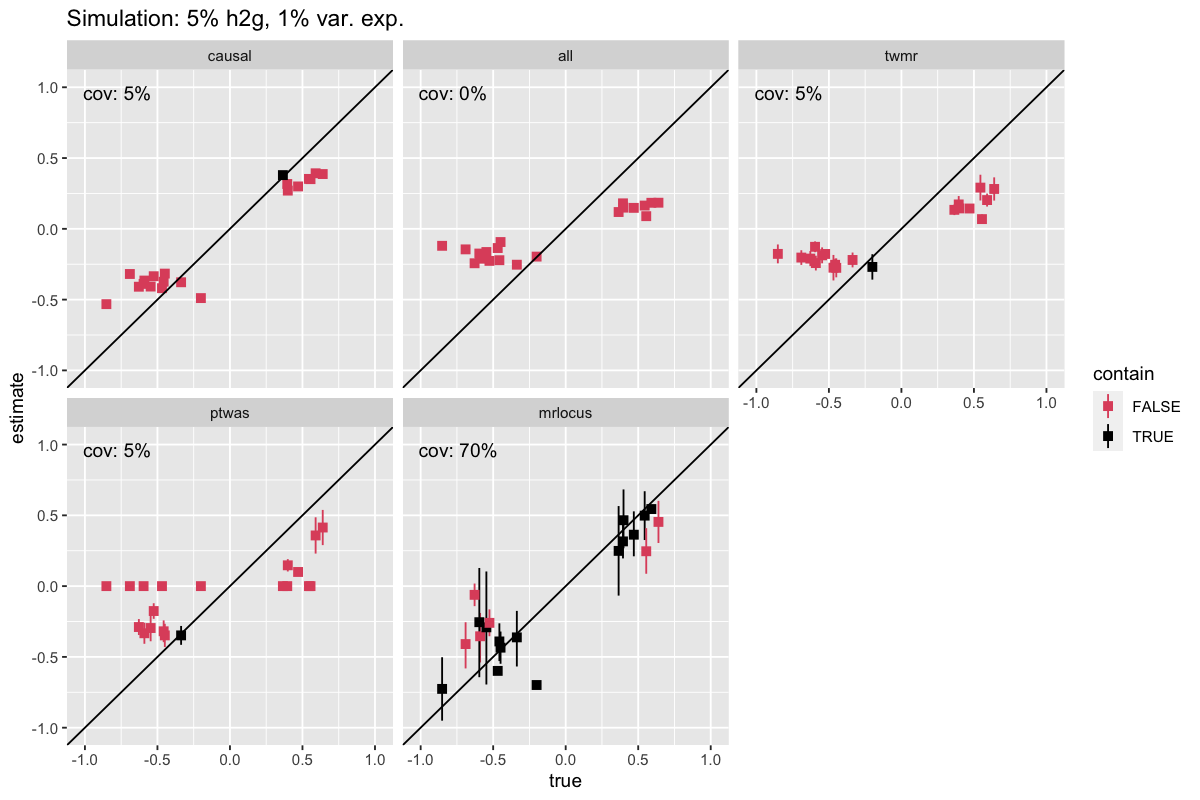 Simulation: 5% h2g, 1% var. exp.
causal
all
twmr
cov: 5%
cov: 0%
cov: 5%
1.0
0.5
0.0
-0.5
-1.0
-1.0 -0.5 0.0 0.5 1.0
ptwas
mrlocus
cov: 5%
cov: 70%
1.0
0.5
0.0
-0.5
-1.0
-1.0 -0.5 0.0 0.5 1.0
-1.0 -0.5 0.0 0.5 1.0
true
estimate
contain
FALSE
TRUE